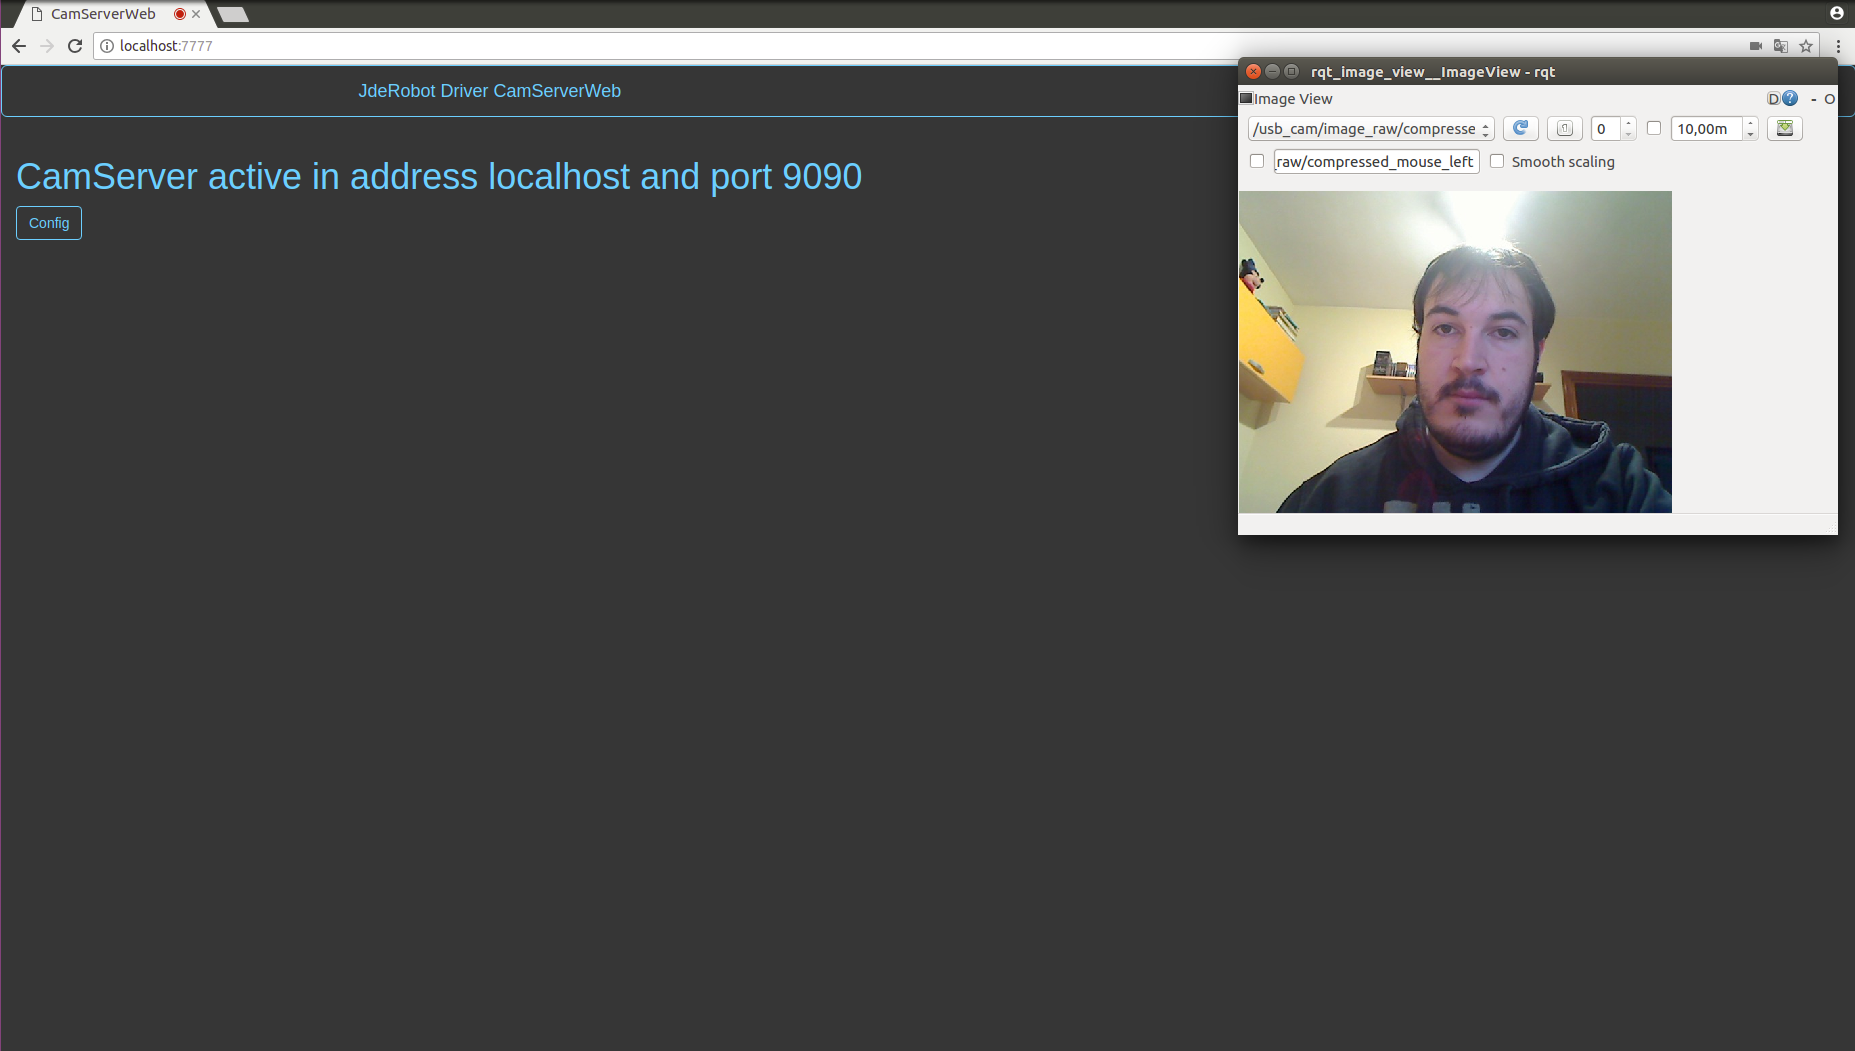 CamServerWeb
localhost:7777
JdeRobot Driver CamServerWeb
CamServer active in address localhost and port 9090
Config
rqt_image_view__ImageView - rqt
Image View
D ? - O
/usb_cam/image_raw/compresse
0
10,00m
raw/compressed_mouse_left
Smooth scaling